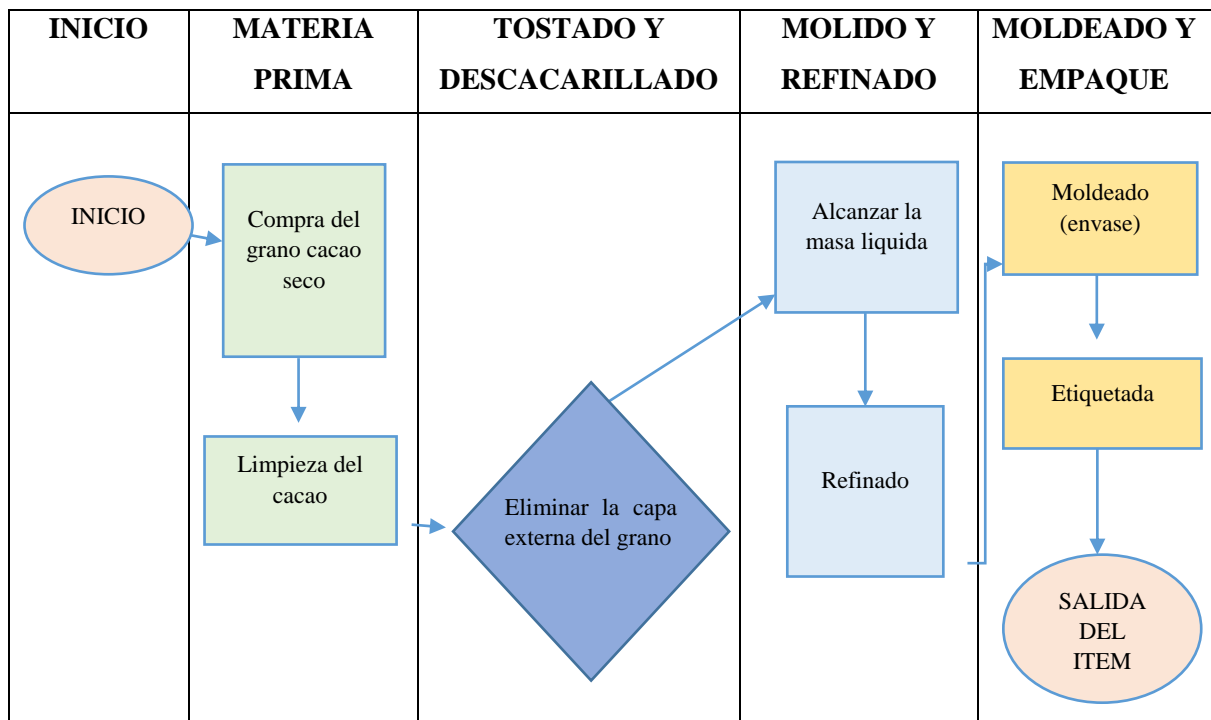 INICIO
MATERIA
PRIMA
TOSTADO Y
DESCACARILLADO
MOLIDO Y
REFINADO
MOLDEADO Y
EMPAQUE
INICIO
Compra del
grano cacao
seco
Limpieza del
cacao
Eliminar la capa
externa del grano
Alcanzar la
masa liquida
Refinado
Moldeado
(envase)
Etiquetada
SALIDA
DEL
ITEM